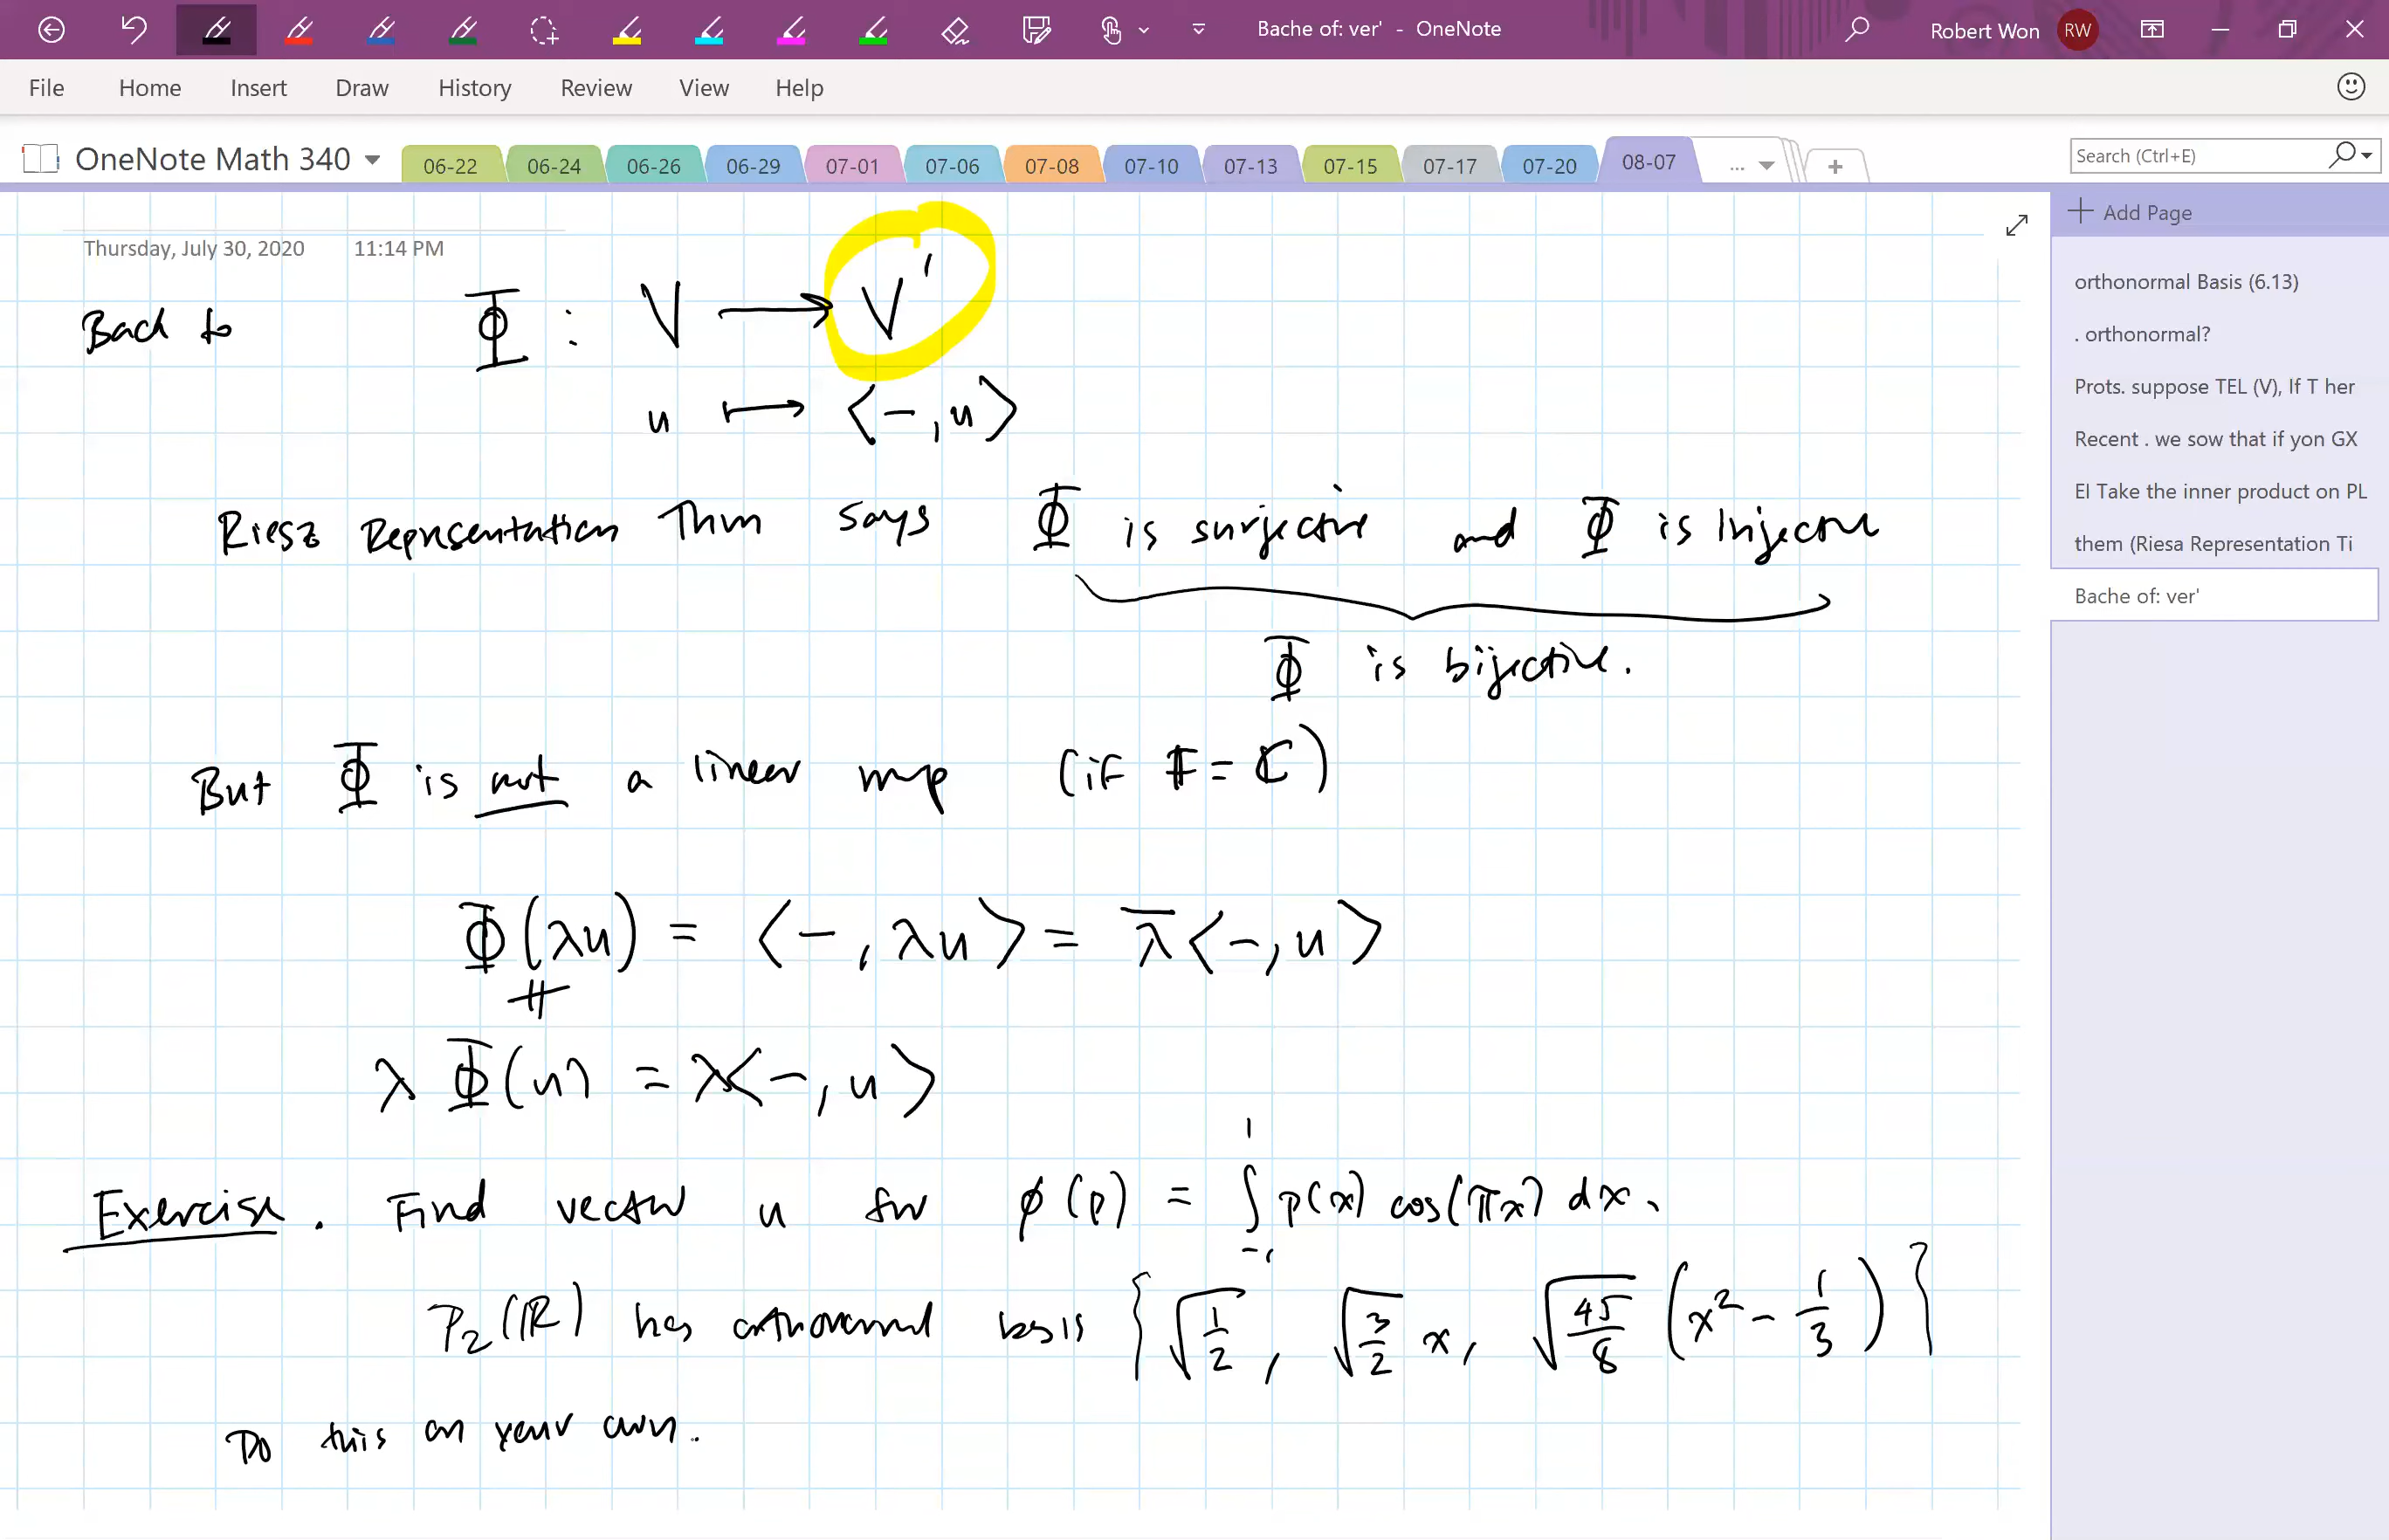 Bache of: ver' - OneNote
Robert Won RW
File Home Insert Draw History Review View Help
OneNote Math 340
06-22 06-24 06-26 06-29 07-01 07-06 07-08 07-10 07-13 07-15 07-17 07-20 08-07 ... +
Search (Ctrl+E)
Add Page
orthonormal Basis (6.13)
. orthonormal?
Prots. suppose TEL (V), If T her
Recent . we sow that if yon GX
El Take the inner product on PL
them (Riesa Representation Ti
Bache of: ver'
Thursday, July 30, 2020 11:14 PM
Back to Φ : V ⟶ V'
u ⟼ ⟨-, u⟩
Riesz Representation Thm says Φ is surjective and Φ is injective
Φ is bijective.
But Φ is not a linear map (if 𝔽 = ℂ)
Φ(λu) = ⟨-, λu⟩ = λ̄⟨-, u⟩
≠
λ Φ(u) = λ⟨-, u⟩
Exercise. Find vector u for φ(p) = ∫₋₁¹ p(x) cos(πx) dx.
P₂(ℝ) has orthonormal basis {√(1/2), √(3/2) x, √(45/8) (x² - 1/3)}
Do this on your own.